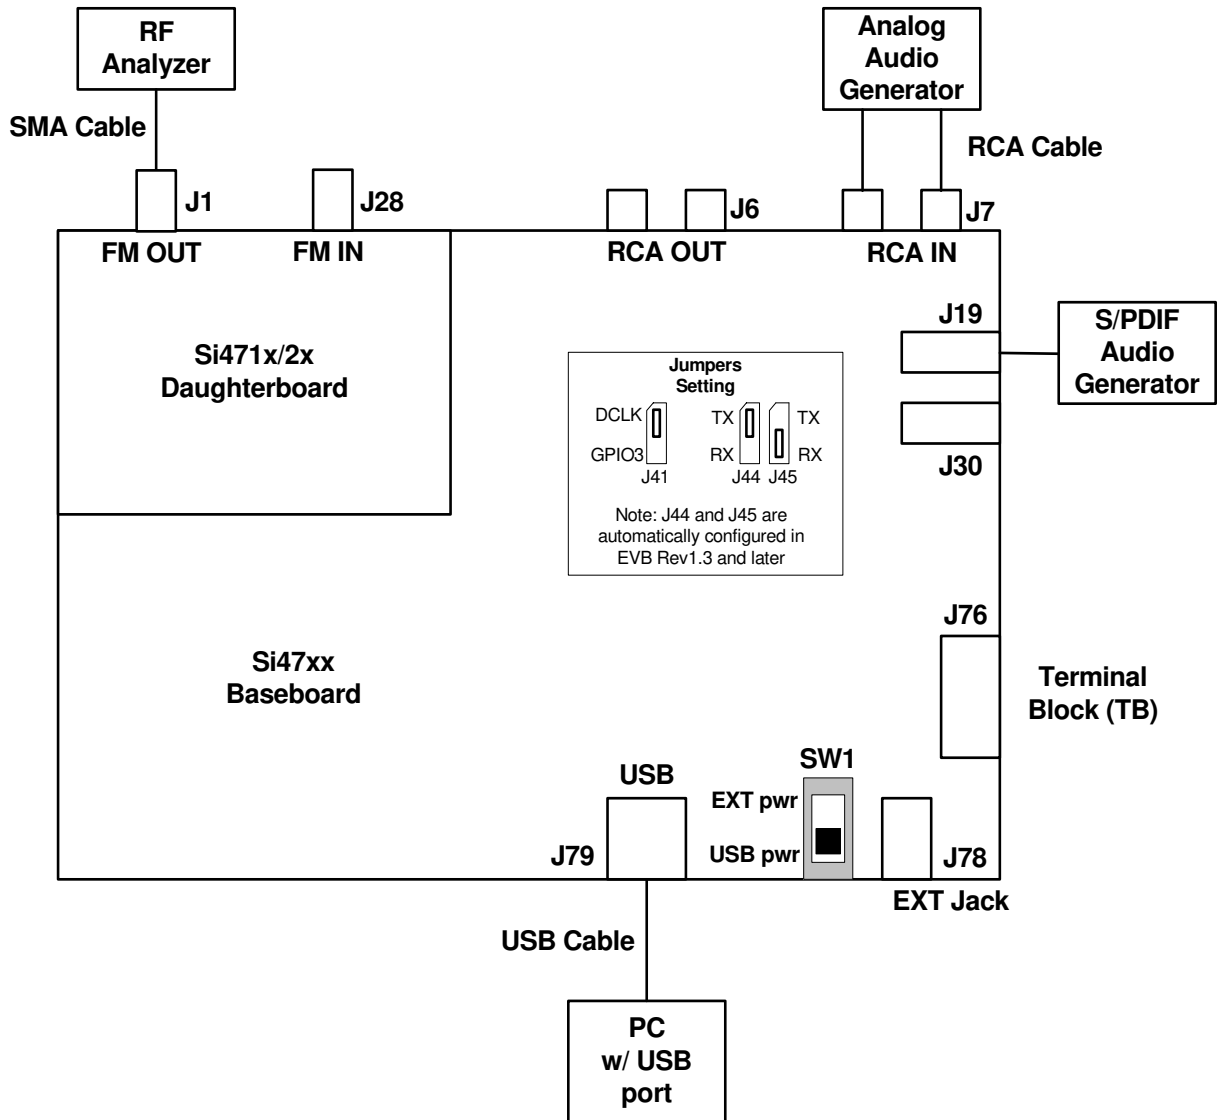 RF
Analyzer
Analog
Audio
Generator
SMA Cable
RCA Cable
J1
J28
J6
J7
FM OUT
FM IN
RCA OUT
RCA IN
J19
S/PDIF
Audio
Generator
Si471x/2x
Daughterboard
Jumpers
Setting
DCLK
TX
TX
GPIO3
RX
RX
J41
J44
J45
J30
Note: J44 and J45 are
automatically configured in
EVB Rev1.3 and later
J76
Si47xx
Baseboard
Terminal
Block (TB)
SW1
USB
EXT pwr
USB pwr
J79
J78
EXT Jack
USB Cable
PC
w/ USB
port